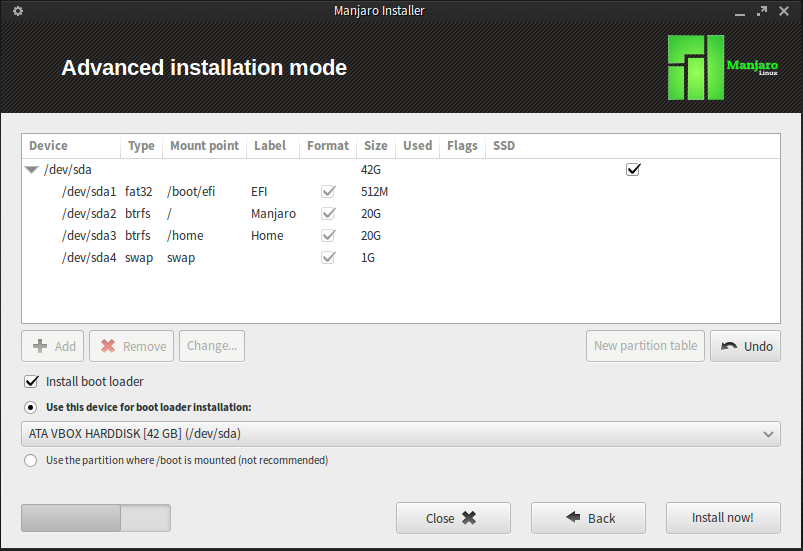 Manjaro Installer
Advanced installation mode
Manjaro
Linux
Device Type Mount point Label Format Size Used Flags SSD
/dev/sda 42G
/dev/sda1 fat32 /boot/efi EFI 512M
/dev/sda2 btrfs / Manjaro 20G
/dev/sda3 btrfs /home Home 20G
/dev/sda4 swap swap 1G
Add Remove Change... New partition table Undo
Install boot loader
Use this device for boot loader installation:
ATA VBOX HARDDISK [42 GB] (/dev/sda)
Use the partition where /boot is mounted (not recommended)
Close Back Install now!